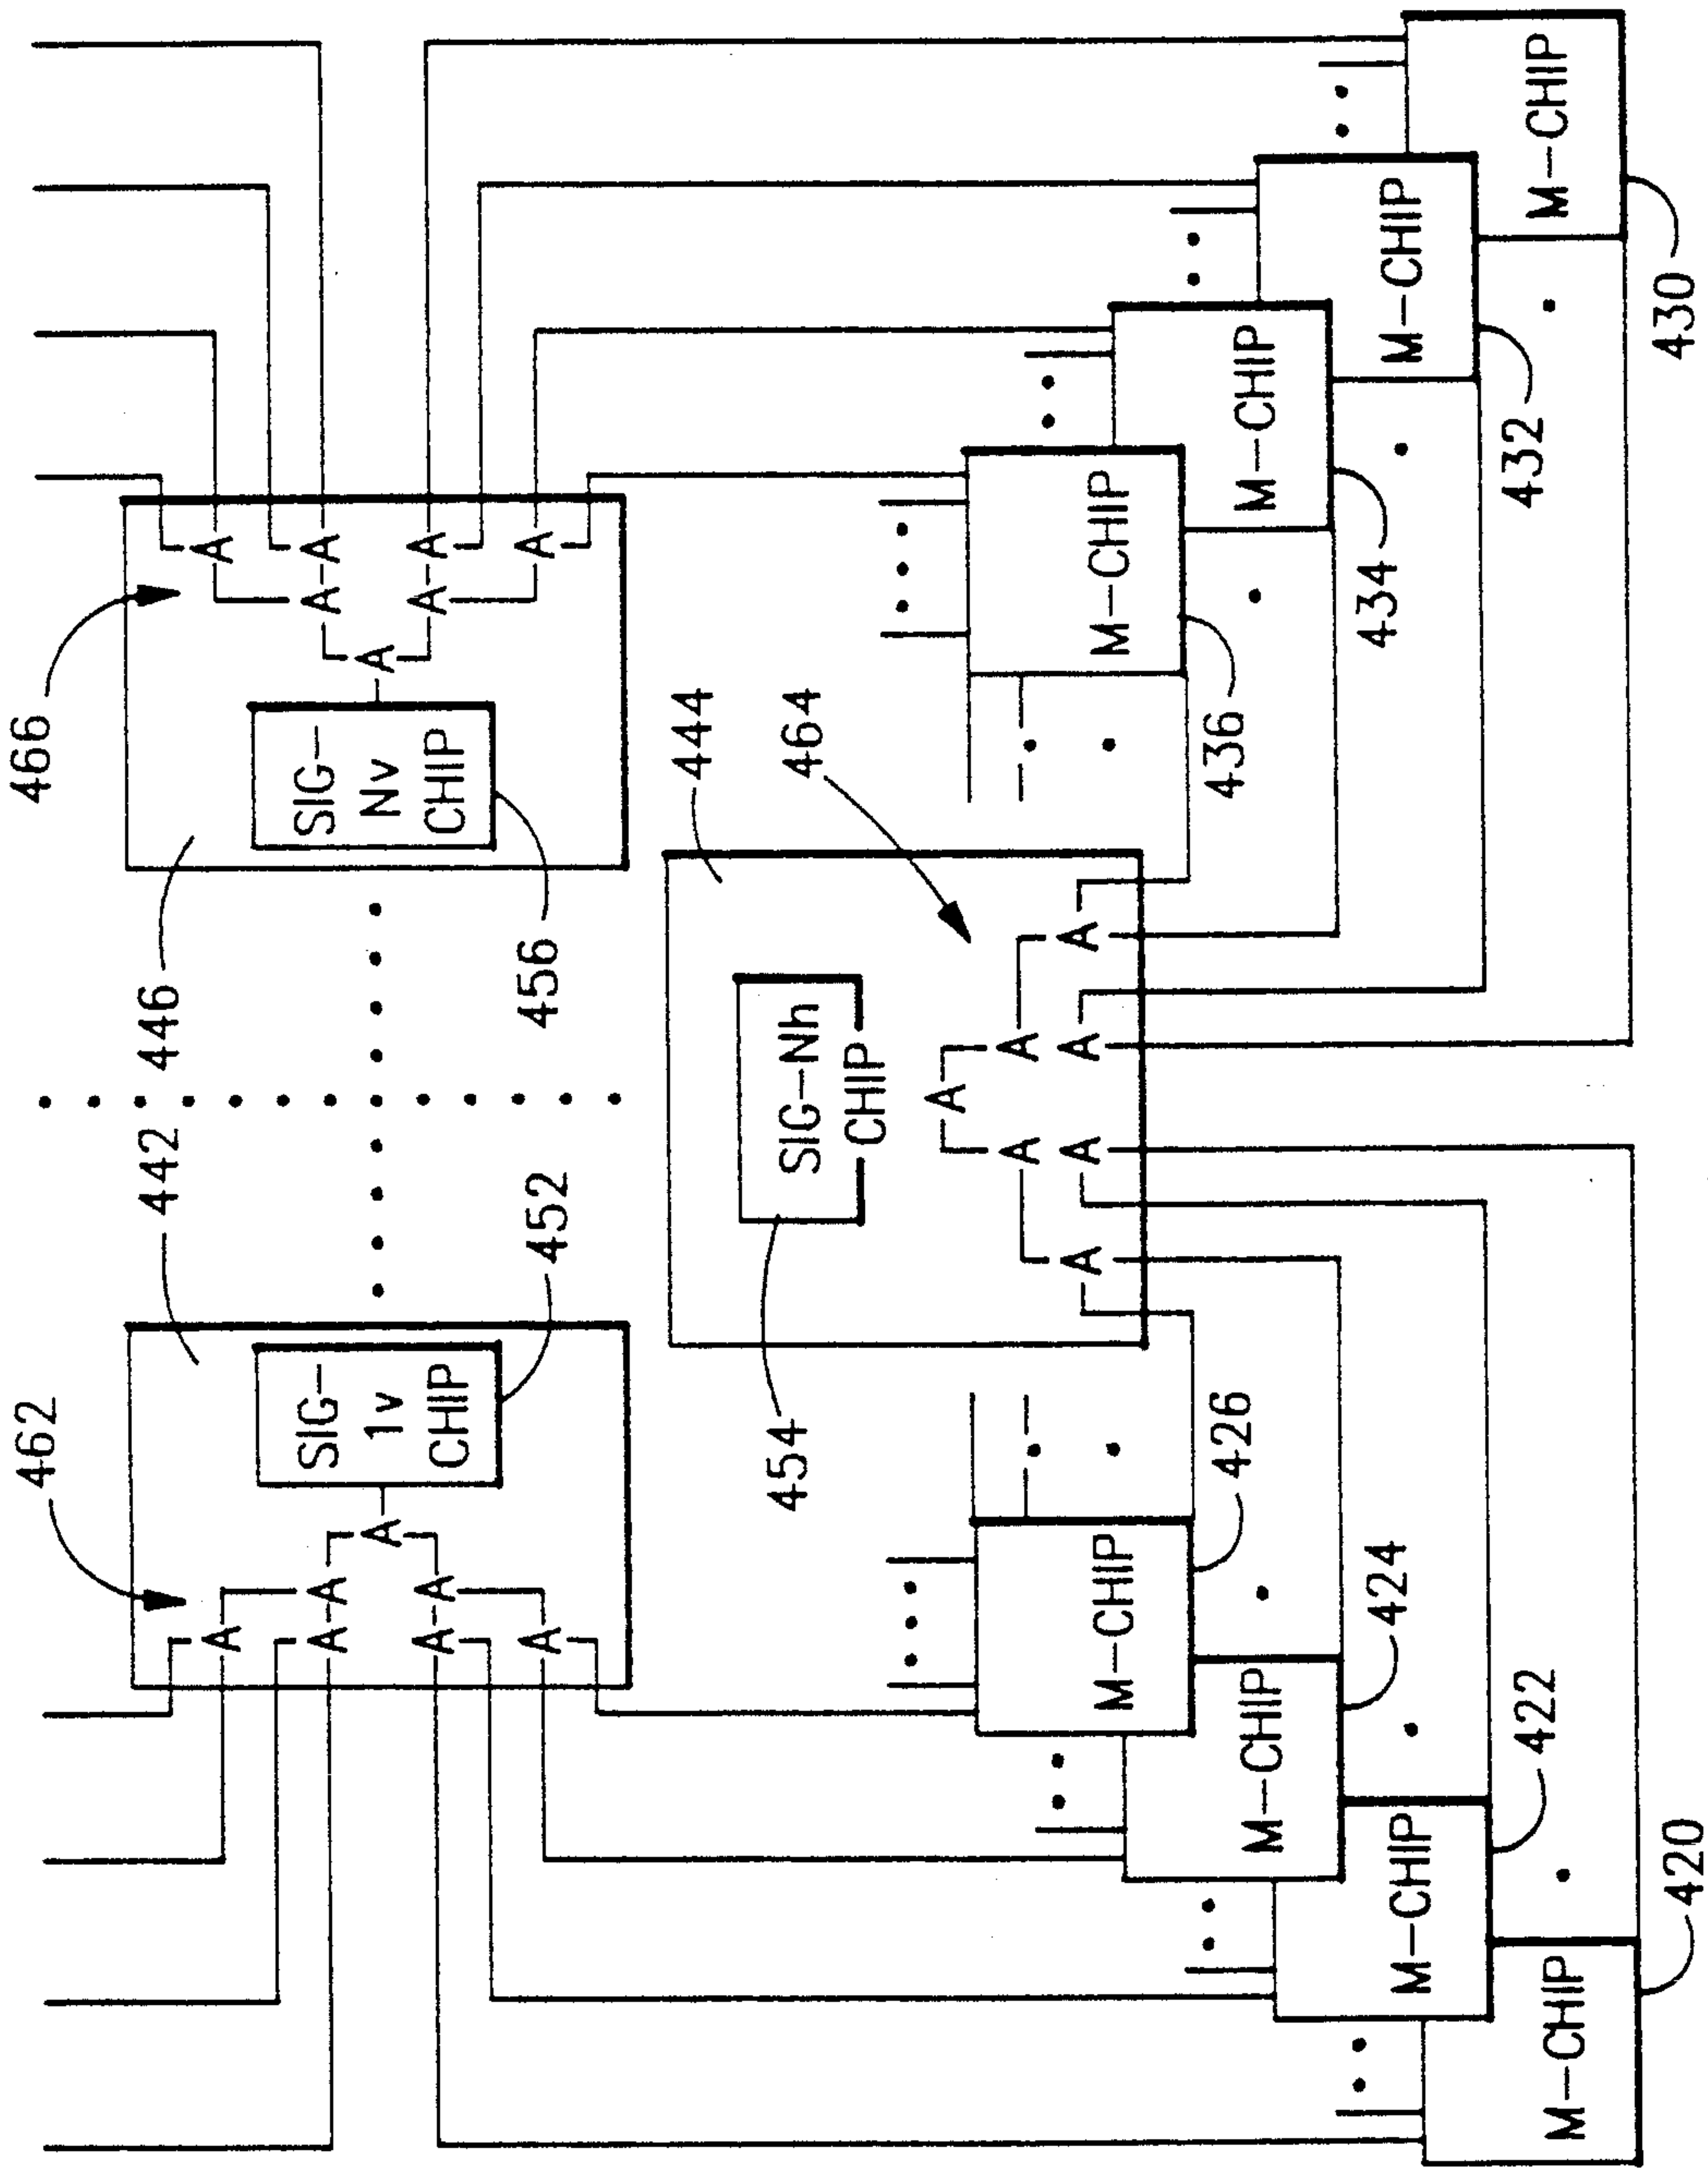 462
442
446
466
SIG-
1v
CHIP
452
SIG-
Nv
CHIP
456
A
A
A
A
A
A
A
A
A
A
A
A
A
A
454
SIG-Nh
CHIP
444
464
A
A
A
A
A
A
A
M-CHIP
426
M-CHIP
436
M-CHIP
424
M-CHIP
434
M-CHIP
422
M-CHIP
432
M-CHIP
420
M-CHIP
430